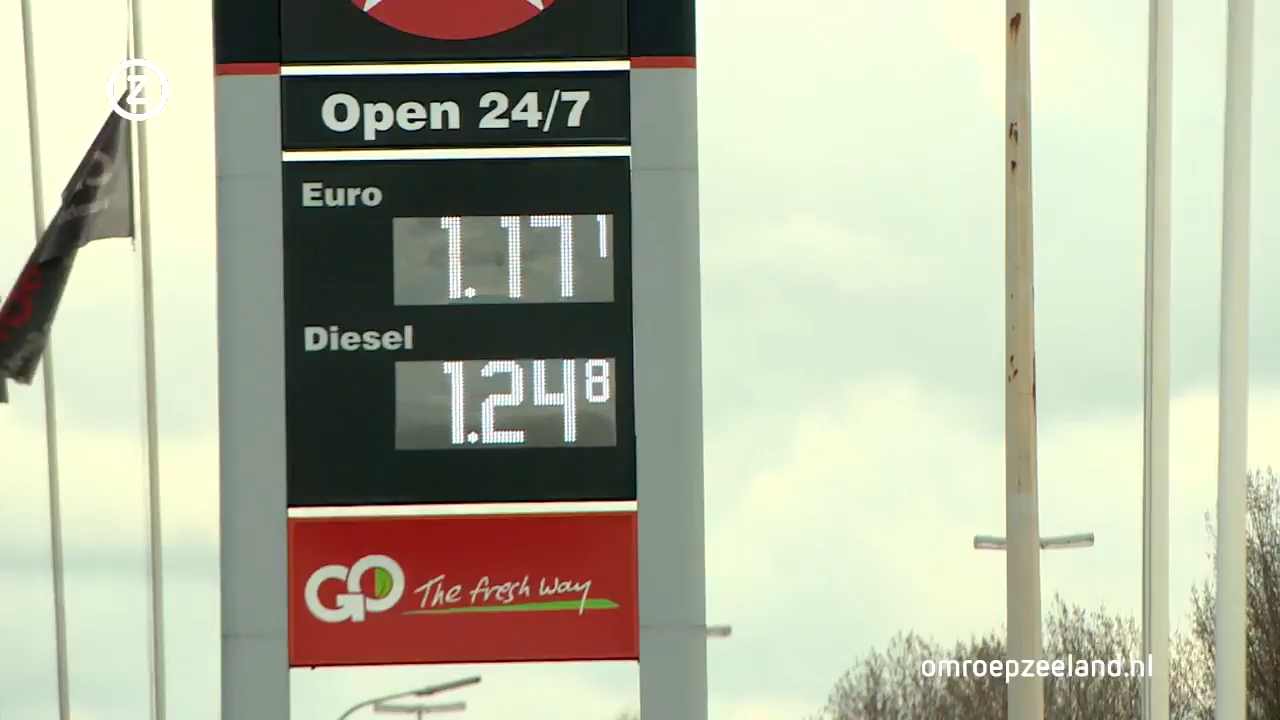 Z
Open 24/7
Euro
1.17 1
Diesel
1.24 8
GO The fresh way
omroepzeeland.nl